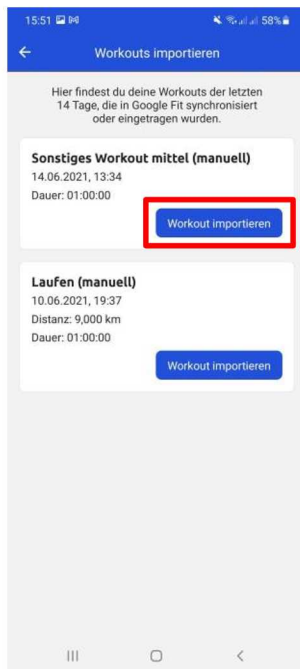 15:51 58%
Workouts importieren
Hier findest du deine Workouts der letzten
14 Tage, die in Google Fit synchronisiert
oder eingetragen wurden.
Sonstiges Workout mittel (manuell)
14.06.2021, 13:34
Dauer: 01:00:00
Workout importieren
Laufen (manuell)
10.06.2021, 19:37
Distanz: 9,000 km
Dauer: 01:00:00
Workout importieren